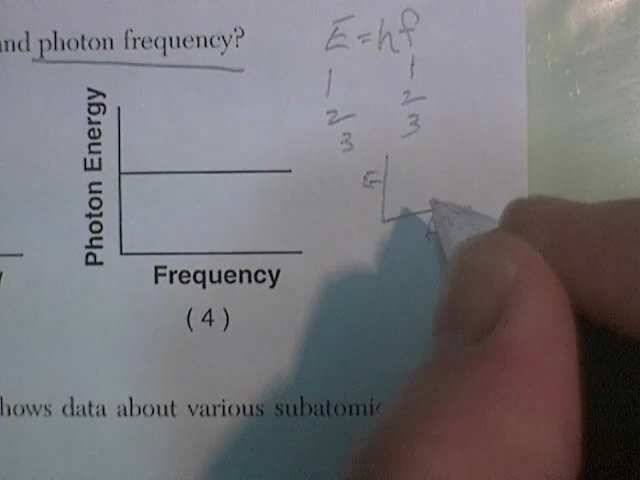 and photon frequency?
E=hf
1 1
2 2
3 3
E
Photon Energy
Frequency
(4)
hows data about various subatomic